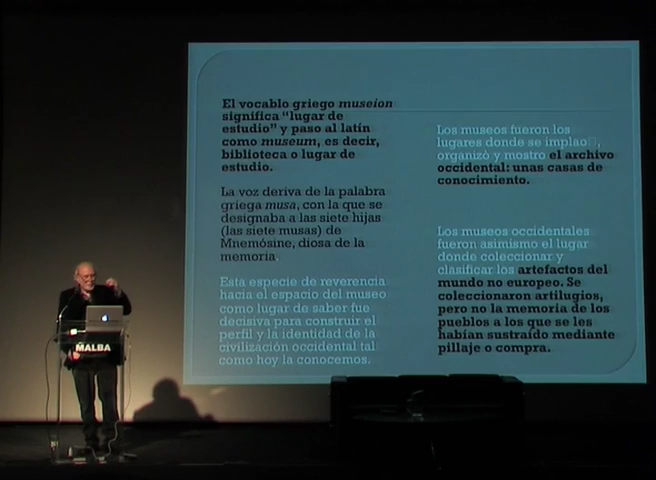 El vocablo griego museion
significa "lugar de
estudio" y paso al latín
como museum, es decir,
biblioteca o lugar de
estudio.
La voz deriva de la palabra
griega musa, con la que se
designaba a las siete hijas
(las siete musas) de
Mnemósine, diosa de la
memoria.
Esta especie de reverencia
hacia el espacio del museo
como lugar de saber fue
decisiva para construir el
perfil y la identidad de la
civilización occidental tal
como hoy la conocemos.
Los museos fueron los
lugares donde se implao□,
organizó y mostro el archivo
occidental: unas casas de
conocimiento.
Los museos occidentales
fueron asimismo el lugar
donde coleccionar y
clasificar los artefactos del
mundo no europeo. Se
coleccionaron artilugios,
pero no la memoria de los
pueblos a los que se les
habían sustraído mediante
pillaje o compra.
MALBA